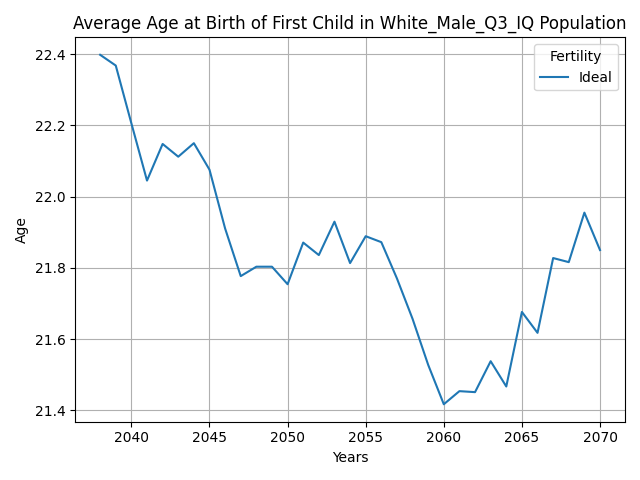 Average Age at Birth of First Child in White_Male_Q3_IQ Population
Fertility
Ideal
22.4
22.2
22.0
21.8
21.6
21.4
Age
2040 2045 2050 2055 2060 2065 2070
Years